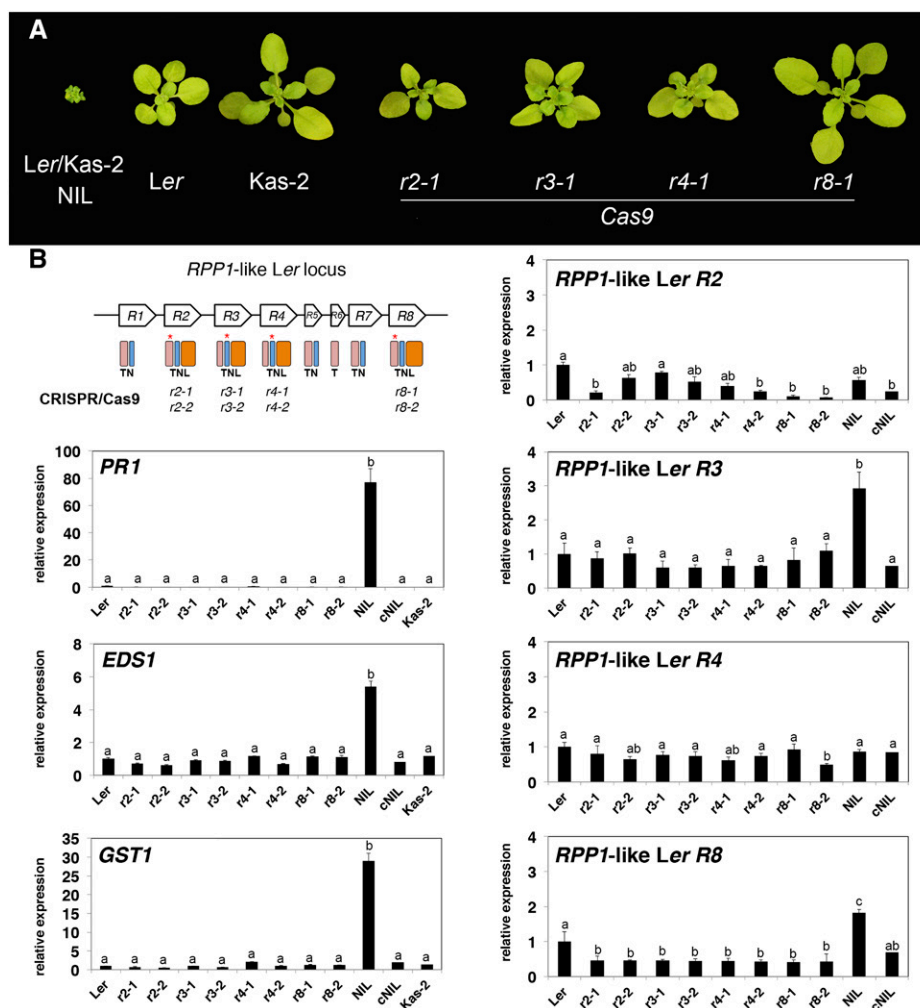 A
Ler/Kas-2
NIL
Ler
Kas-2
r2-1
r3-1
r4-1
r8-1
Cas9
B
RPP1-like Ler locus
R1 R2 R3 R4 R5 R6 R7 R8
* * * *
TN TNL TNL TNL TN T TN TNL
CRISPR/Cas9
r2-1 r3-1 r4-1 r8-1
r2-2 r3-2 r4-2 r8-2
PR1
relative expression
100
80
60
40
20
0
a a a a a a a a a b a a
Ler r2-1 r2-2 r3-1 r3-2 r4-1 r4-2 r8-1 r8-2 NIL cNIL Kas-2
EDS1
relative expression
8
6
4
2
0
a a a a a a a a a b a a
Ler r2-1 r2-2 r3-1 r3-2 r4-1 r4-2 r8-1 r8-2 NIL cNIL Kas-2
GST1
relative expression
35
30
25
20
15
10
5
0
a a a a a a a a a b a a
Ler r2-1 r2-2 r3-1 r3-2 r4-1 r4-2 r8-1 r8-2 NIL cNIL Kas-2
RPP1-like Ler R2
relative expression
4
3
2
1
0
a b ab a ab ab b b b ab b
Ler r2-1 r2-2 r3-1 r3-2 r4-1 r4-2 r8-1 r8-2 NIL cNIL
RPP1-like Ler R3
relative expression
4
3
2
1
0
a a a a a a a a a b a
Ler r2-1 r2-2 r3-1 r3-2 r4-1 r4-2 r8-1 r8-2 NIL cNIL
RPP1-like Ler R4
relative expression
4
3
2
1
0
a a ab a a ab a a b a a
Ler r2-1 r2-2 r3-1 r3-2 r4-1 r4-2 r8-1 r8-2 NIL cNIL
RPP1-like Ler R8
relative expression
4
3
2
1
0
a b b b b b b b b c ab
Ler r2-1 r2-2 r3-1 r3-2 r4-1 r4-2 r8-1 r8-2 NIL cNIL